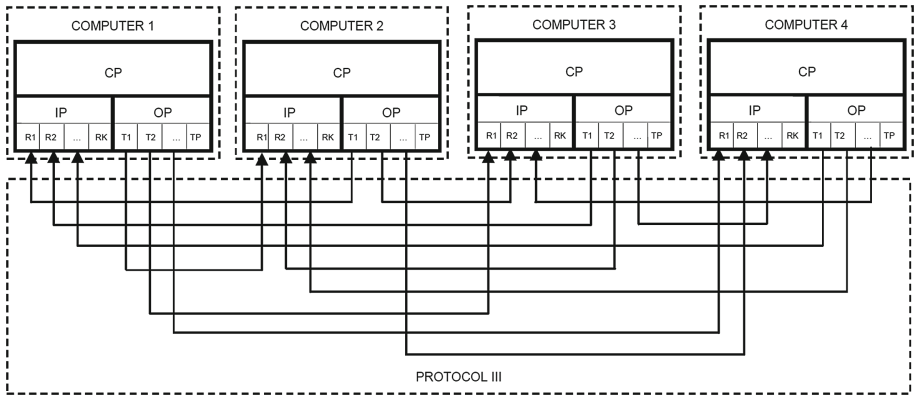 COMPUTER 1 COMPUTER 2 COMPUTER 3 COMPUTER 4
CP CP CP CP
IP OP IP OP IP OP IP OP
R1 R2 ... RK T1 T2 ... TP R1 R2 ... RK T1 T2 ... TP R1 R2 ... RK T1 T2 ... TP R1 R2 ... RK T1 T2 ... TP
PROTOCOL III